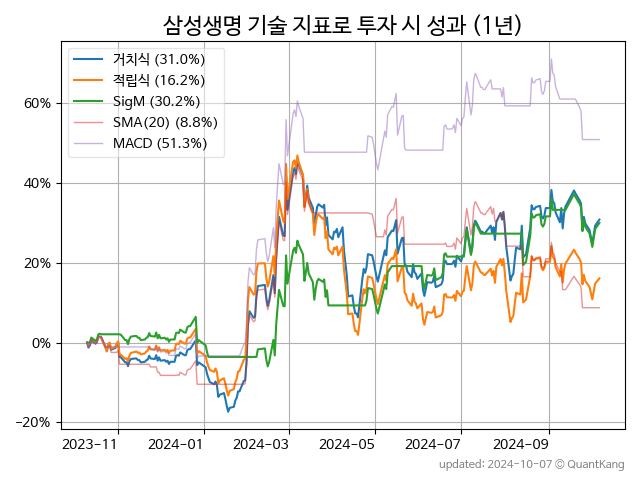 삼성생명 기술 지표로 투자 시 성과 (1년)
거치식 (31.0%)
적립식 (16.2%)
SigM (30.2%)
SMA(20) (8.8%)
MACD (51.3%)
60%
40%
20%
0%
−20%
2023-11 2024-01 2024-03 2024-05 2024-07 2024-09
updated: 2024-10-07 © QuantKang